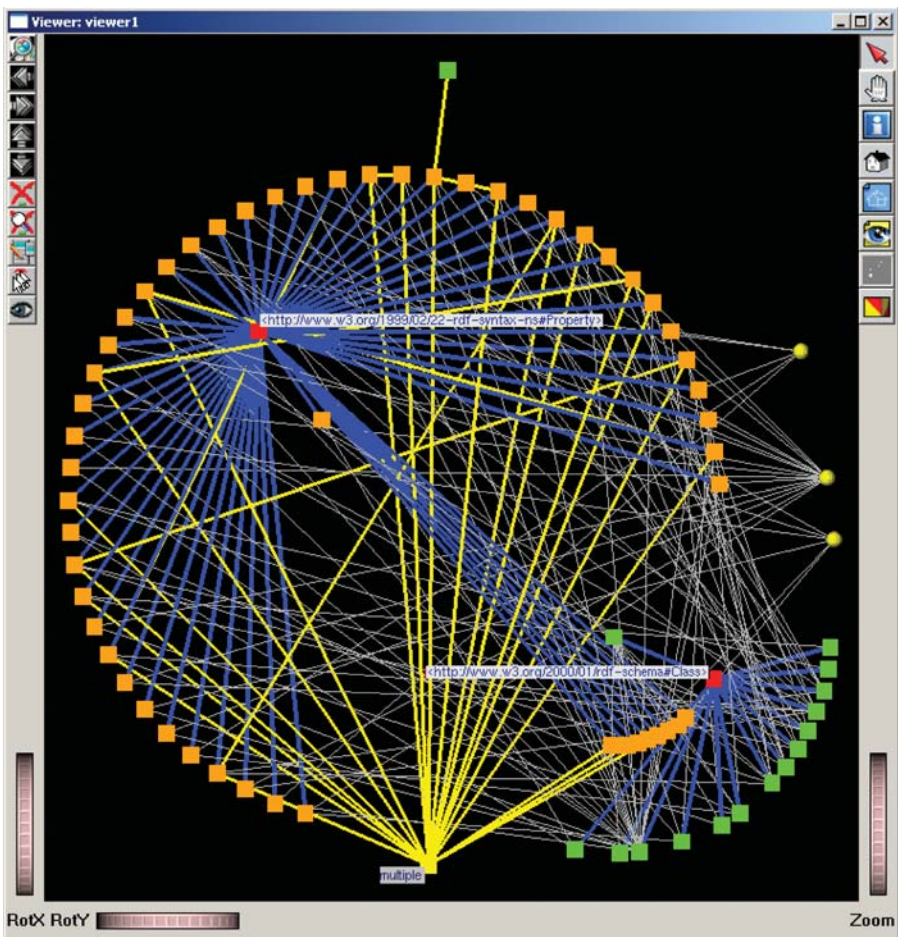 Viewer: viewer1
<http://www.w3.org/1999/02/22-rdf-syntax-ns#Property>
<http://www.w3.org/2000/01/rdf-schema#Class>
multiple
RotX RotY Zoom